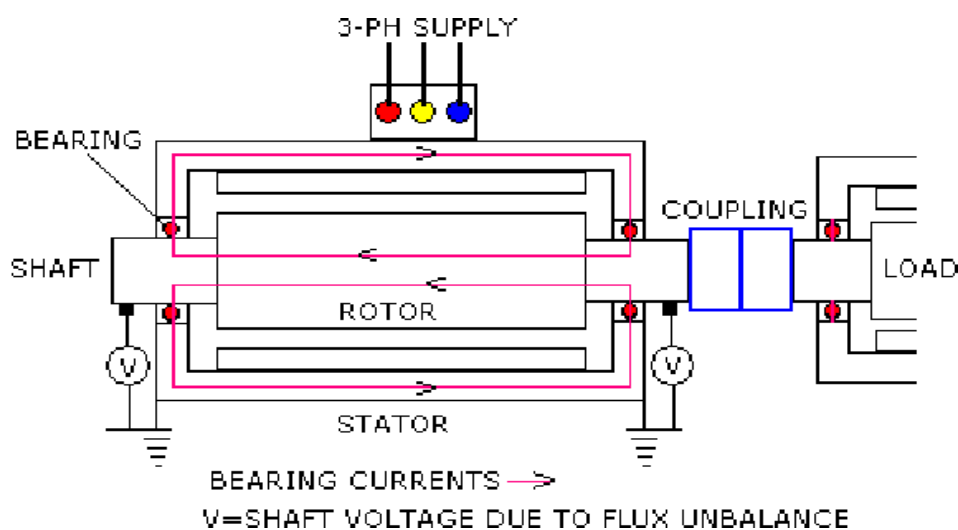 3-PH SUPPLY
BEARING
COUPLING
SHAFT
LOAD
ROTOR
V
V
STATOR
BEARING CURRENTS
V=SHAFT VOLTAGE DUE TO FLUX UNBALANCE